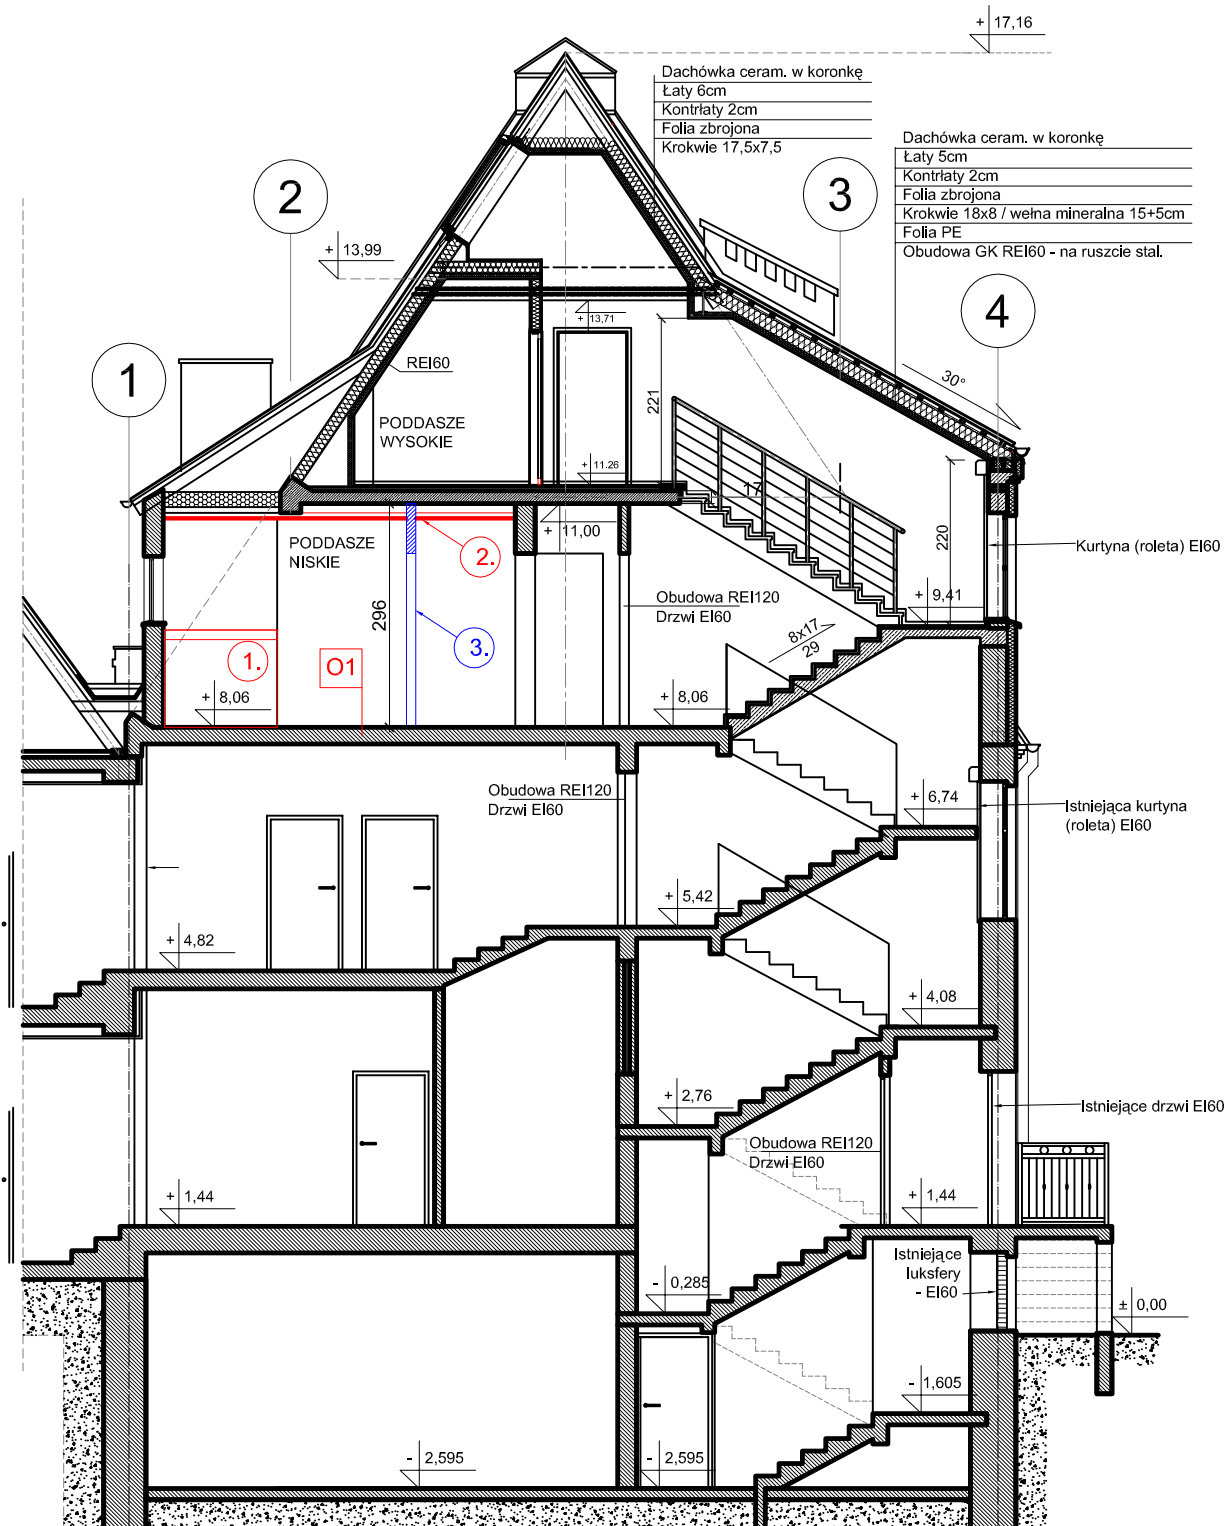 + 17,16
Dachówka ceram. w koronkę
Łaty 6cm
Kontrłaty 2cm
Folia zbrojona
Krokwie 17,5x7,5
Dachówka ceram. w koronkę
Łaty 5cm
Kontrłaty 2cm
Folia zbrojona
Krokwie 18x8 / wełna mineralna 15+5cm
Folia PE
Obudowa GK REI60 - na ruszcie stal.
2
3
+ 13,99
4
1
+ 13,71
REI60
30°
221
PODDASZE
WYSOKIE
+ 11.26
17
+ 11,00
220
PODDASZE
NISKIE
2.
Kurtyna (roleta) EI60
Obudowa REI120
Drzwi EI60
+ 9,41
296
8x17
29
1.
O1
3.
+ 8,06
+ 8,06
Obudowa REI120
Drzwi EI60
+ 6,74
Istniejąca kurtyna
(roleta) EI60
+ 5,42
+ 4,82
+ 4,08
+ 2,76
Istniejące drzwi EI60
Obudowa REI120
Drzwi EI60
+ 1,44
+ 1,44
Istniejące
luksfery
- EI60
- 0,285
± 0,00
- 1,605
- 2,595
- 2,595